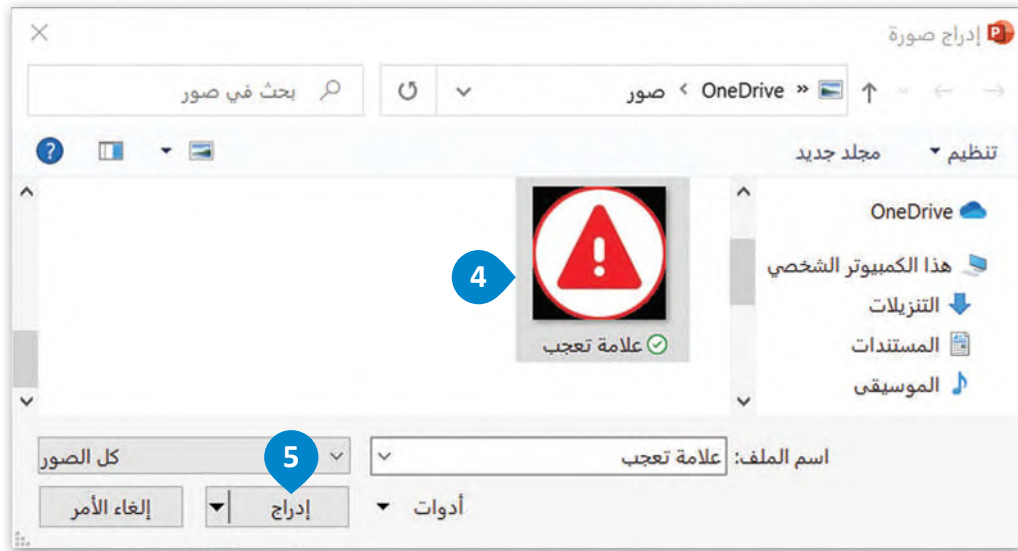 إدراج صورة
OneDrive › صور
بحث في صور
تنظيم
مجلد جديد
OneDrive
هذا الكمبيوتر الشخصي
التنزيلات
المستندات
الموسيقى
4
علامة تعجب
اسم الملف: علامة تعجب
كل الصور
5
أدوات
إدراج
إلغاء الأمر